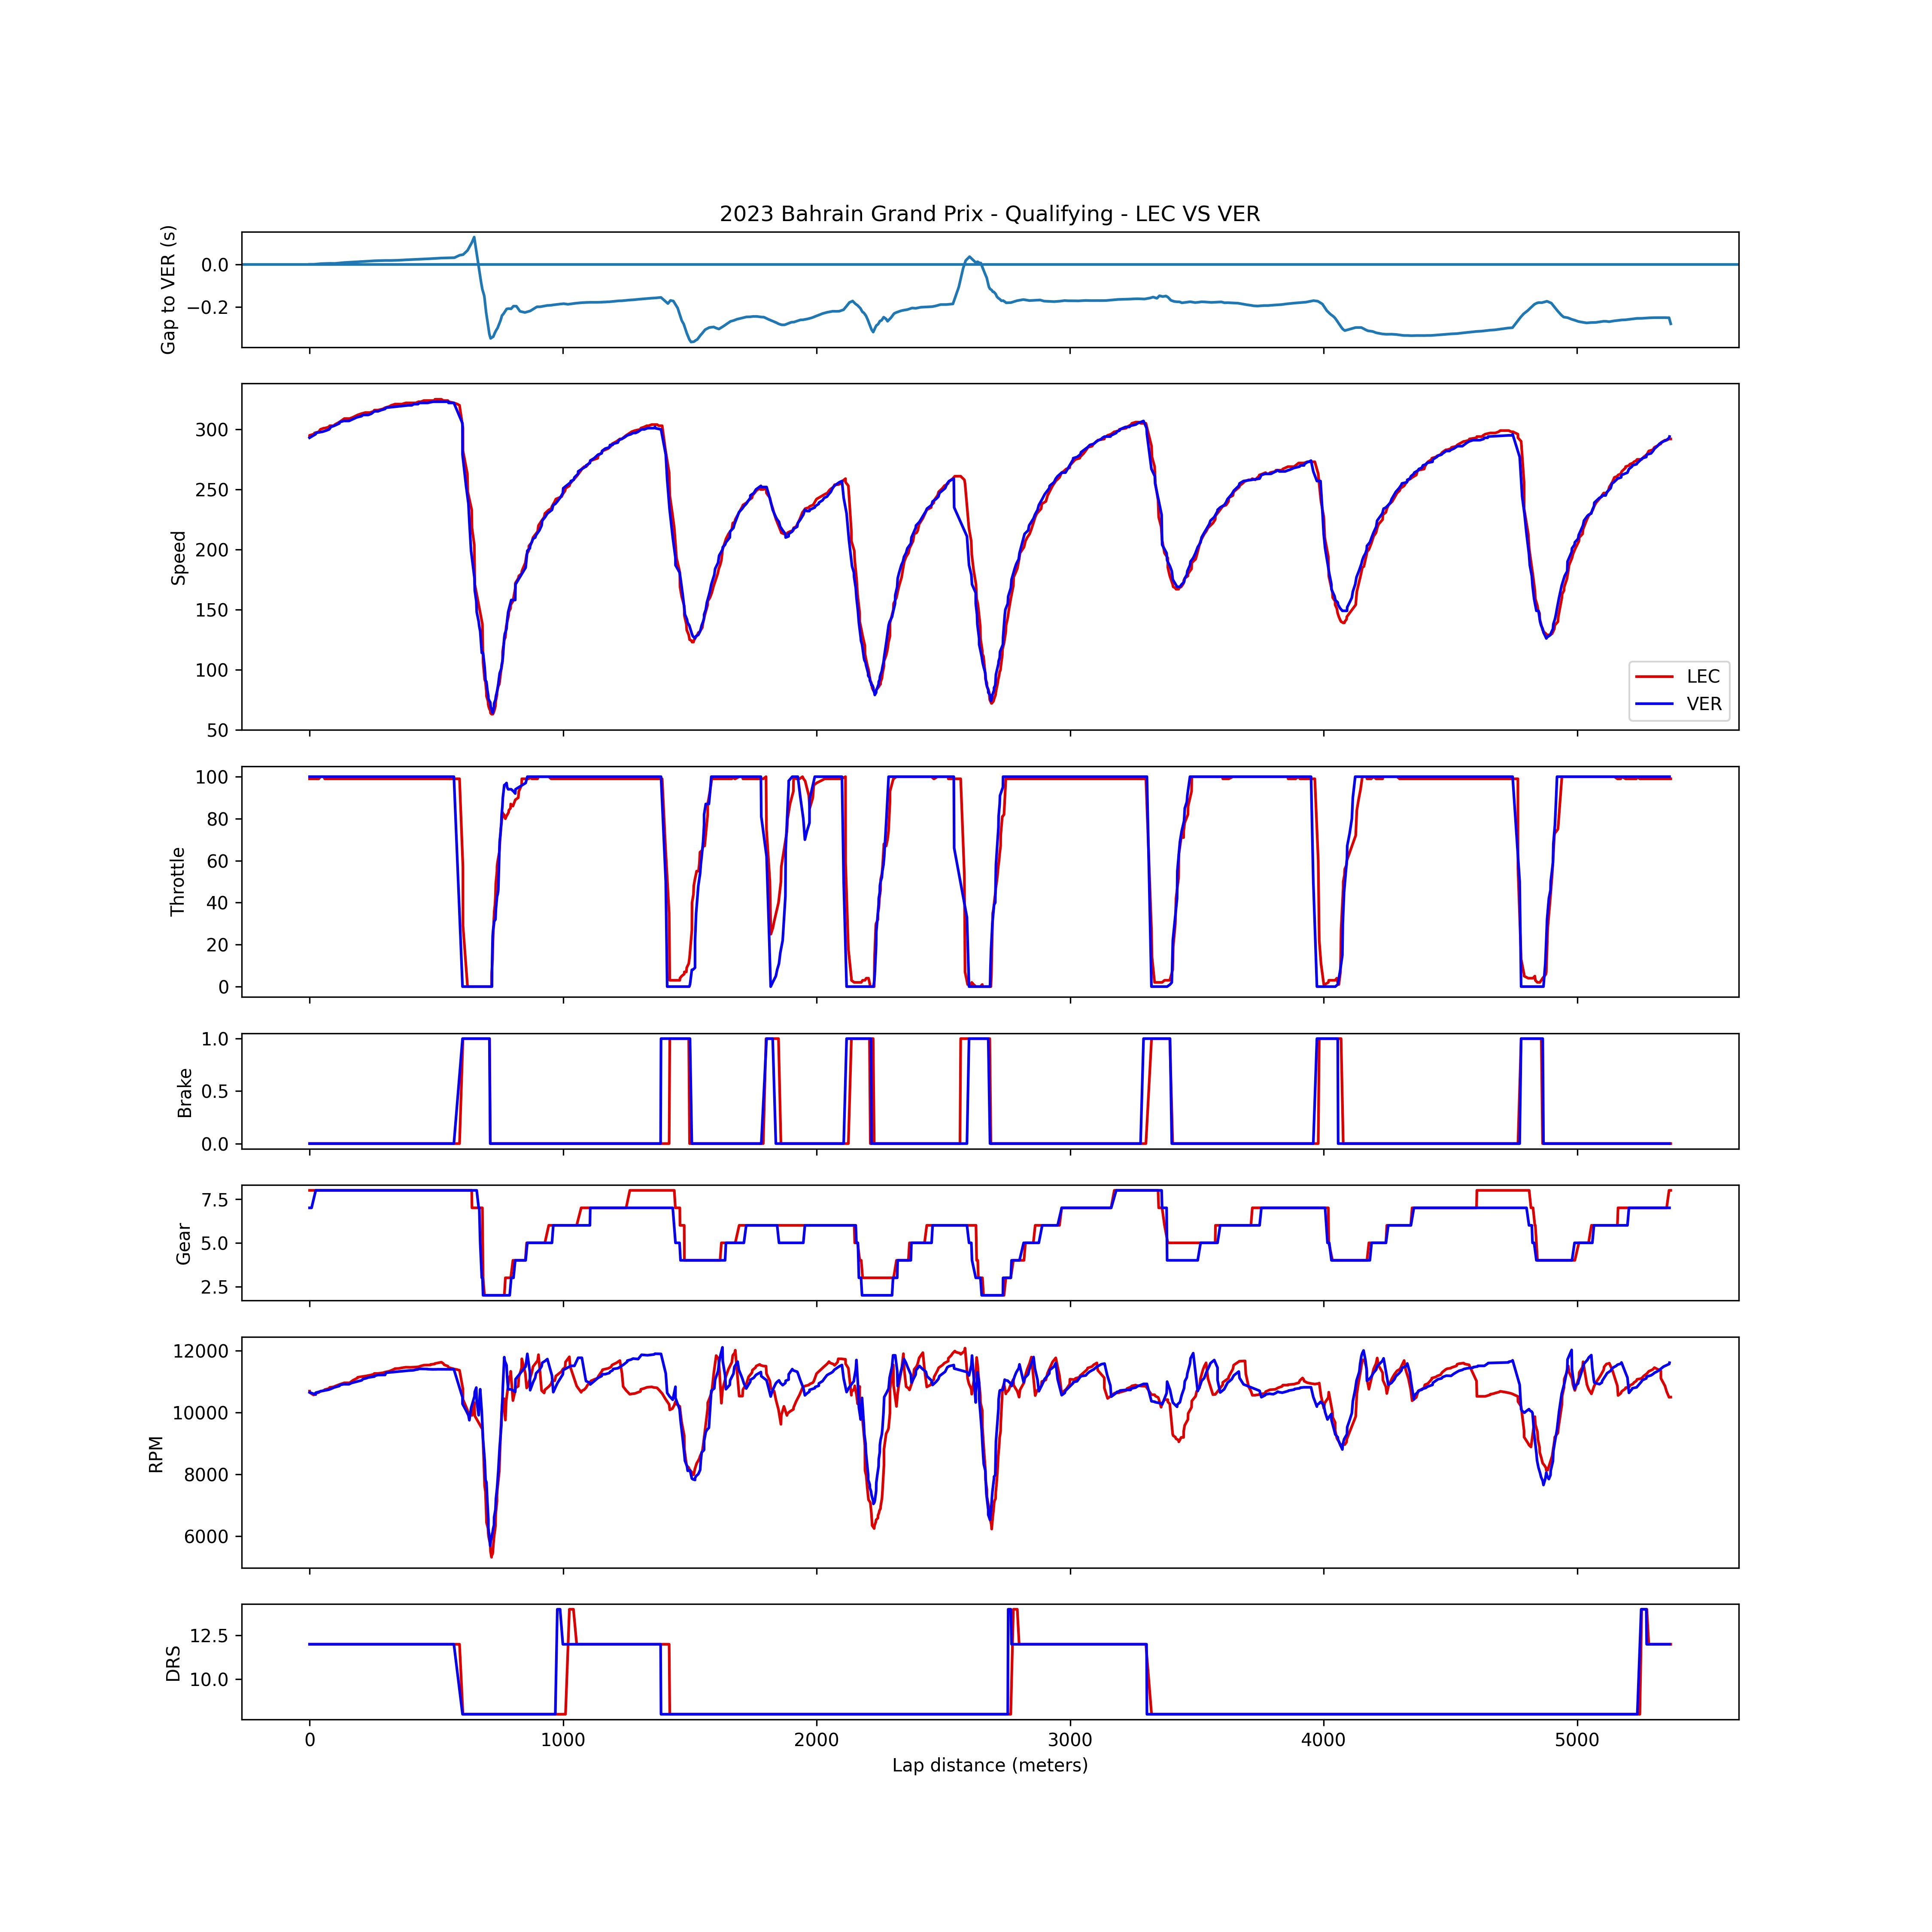 2023 Bahrain Grand Prix - Qualifying - LEC VS VER
Gap to VER (s)
0.0
−0.2
Speed
300
250
200
150
100
50
LEC
VER
Throttle
100
80
60
40
20
0
Brake
1.0
0.5
0.0
Gear
7.5
5.0
2.5
RPM
12000
10000
8000
6000
DRS
12.5
10.0
0 1000 2000 3000 4000 5000
Lap distance (meters)